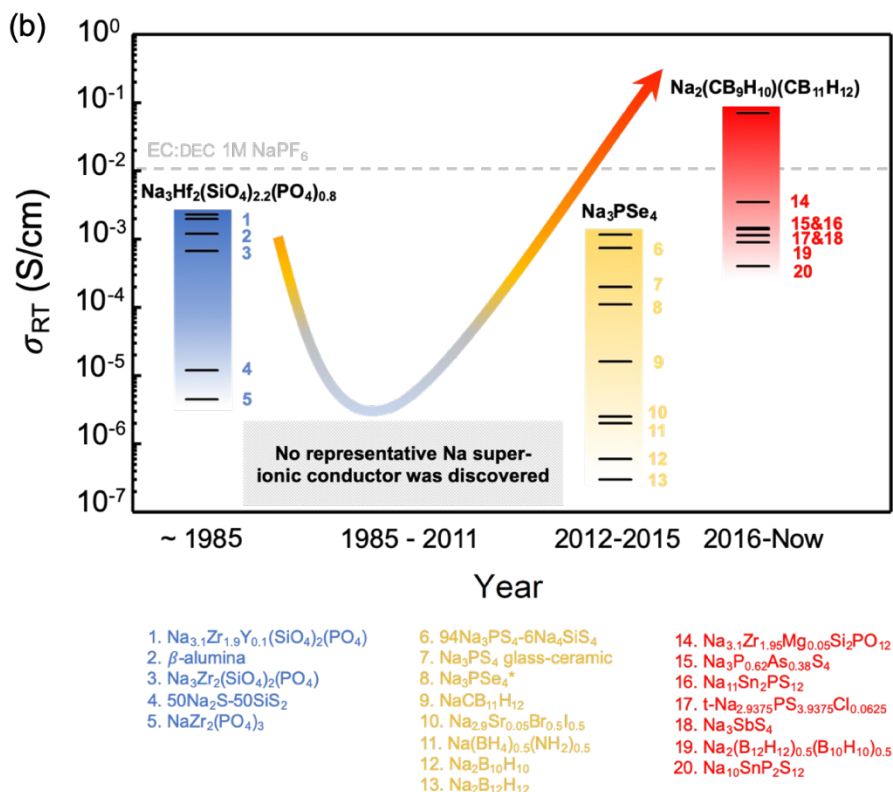 (b)
10⁰
10⁻¹
10⁻²
10⁻³
10⁻⁴
10⁻⁵
10⁻⁶
10⁻⁷
σRT (S/cm)
EC:DEC 1M NaPF₆
Na₃Hf₂(SiO₄)₂.₂(PO₄)₀.₈
1
2
3
4
5
No representative Na super-
ionic conductor was discovered
Na₃PSe₄
6
7
8
9
10
11
12
13
Na₂(CB₉H₁₀)(CB₁₁H₁₂)
14
15&16
17&18
19
20
~ 1985
1985 - 2011
2012-2015
2016-Now
Year
1. Na₃.₁Zr₁.₉Y₀.₁(SiO₄)₂(PO₄)
2. β-alumina
3. Na₃Zr₂(SiO₄)₂(PO₄)
4. 50Na₂S-50SiS₂
5. NaZr₂(PO₄)₃
6. 94Na₃PS₄-6Na₄SiS₄
7. Na₃PS₄ glass-ceramic
8. Na₃PSe₄*
9. NaCB₁₁H₁₂
10. Na₂.₉Sr₀.₀₅Br₀.₅I₀.₅
11. Na(BH₄)₀.₅(NH₂)₀.₅
12. Na₂B₁₀H₁₀
13. Na₂B₁₂H₁₂
14. Na₃.₁Zr₁.₉₅Mg₀.₀₅Si₂PO₁₂
15. Na₃P₀.₆₂As₀.₃₈S₄
16. Na₁₁Sn₂PS₁₂
17. t-Na₂.₉₃₇₅PS₃.₉₃₇₅Cl₀.₀₆₂₅
18. Na₃SbS₄
19. Na₂(B₁₂H₁₂)₀.₅(B₁₀H₁₀)₀.₅
20. Na₁₀SnP₂S₁₂